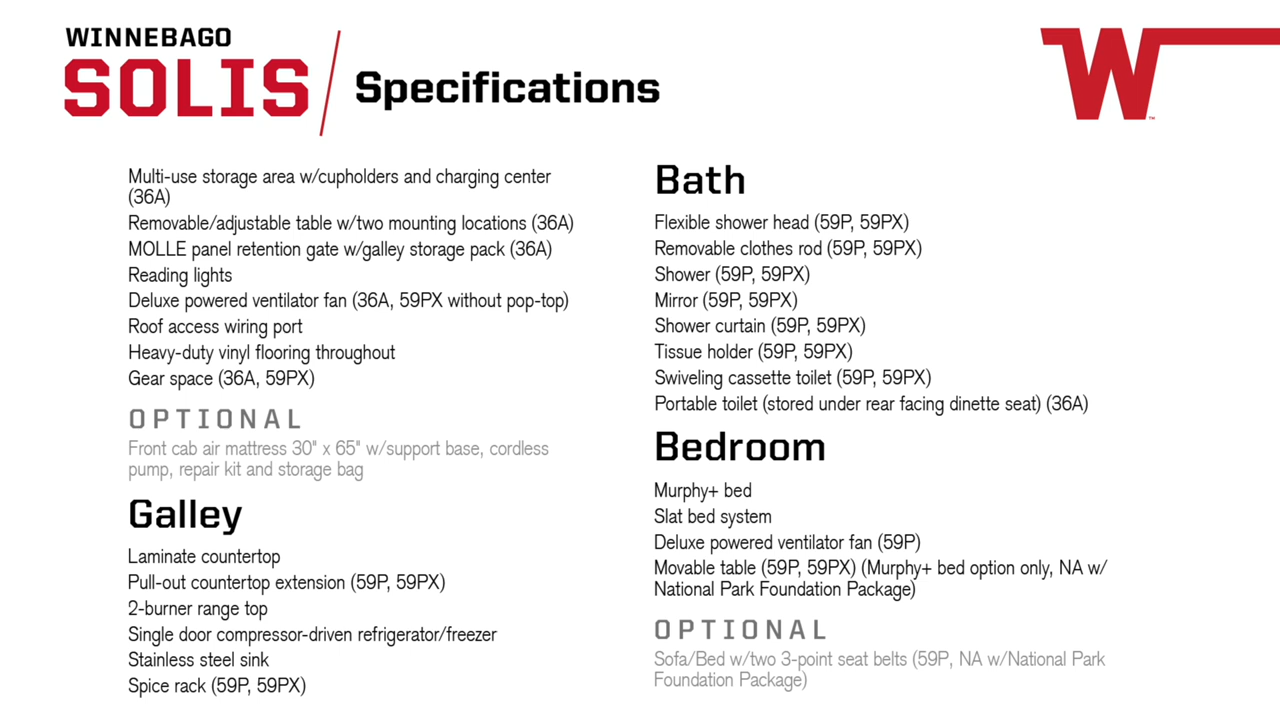 WINNEBAGO
SOLIS
Specifications
W
™
Multi-use storage area w/cupholders and charging center
(36A)
Removable/adjustable table w/two mounting locations (36A)
MOLLE panel retention gate w/galley storage pack (36A)
Reading lights
Deluxe powered ventilator fan (36A, 59PX without pop-top)
Roof access wiring port
Heavy-duty vinyl flooring throughout
Gear space (36A, 59PX)
OPTIONAL
Front cab air mattress 30" x 65" w/support base, cordless
pump, repair kit and storage bag
Galley
Laminate countertop
Pull-out countertop extension (59P, 59PX)
2-burner range top
Single door compressor-driven refrigerator/freezer
Stainless steel sink
Spice rack (59P, 59PX)
Bath
Flexible shower head (59P, 59PX)
Removable clothes rod (59P, 59PX)
Shower (59P, 59PX)
Mirror (59P, 59PX)
Shower curtain (59P, 59PX)
Tissue holder (59P, 59PX)
Swiveling cassette toilet (59P, 59PX)
Portable toilet (stored under rear facing dinette seat) (36A)
Bedroom
Murphy+ bed
Slat bed system
Deluxe powered ventilator fan (59P)
Movable table (59P, 59PX) (Murphy+ bed option only, NA w/
National Park Foundation Package)
OPTIONAL
Sofa/Bed w/two 3-point seat belts (59P, NA w/National Park
Foundation Package)